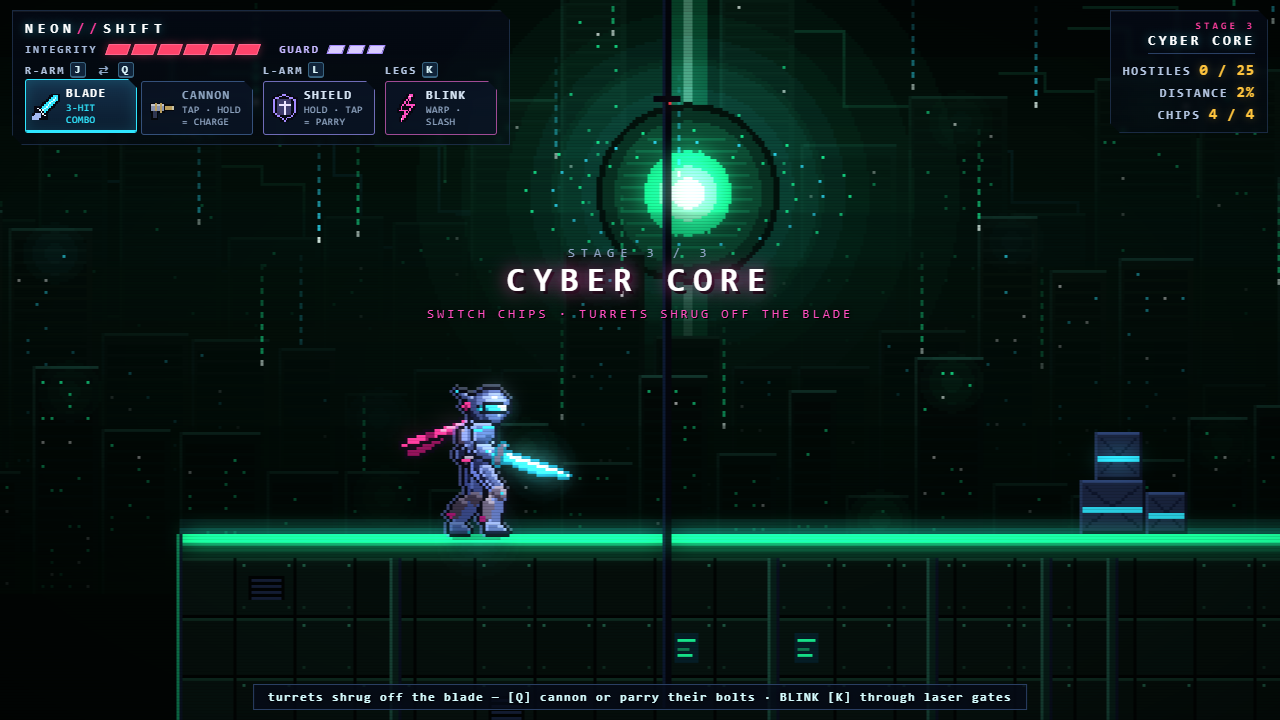 NEON//SHIFT
INTEGRITY GUARD
R-ARM J ⇄ Q L-ARM L LEGS K
BLADE
3-HIT
COMBO
CANNON
TAP · HOLD
= CHARGE
SHIELD
HOLD · TAP
= PARRY
BLINK
WARP ·
SLASH
STAGE 3
CYBER CORE
HOSTILES 0 / 25
DISTANCE 2%
CHIPS 4 / 4
STAGE 3 / 3
CYBER CORE
SWITCH CHIPS · TURRETS SHRUG OFF THE BLADE
turrets shrug off the blade — [Q] cannon or parry their bolts · BLINK [K] through laser gates